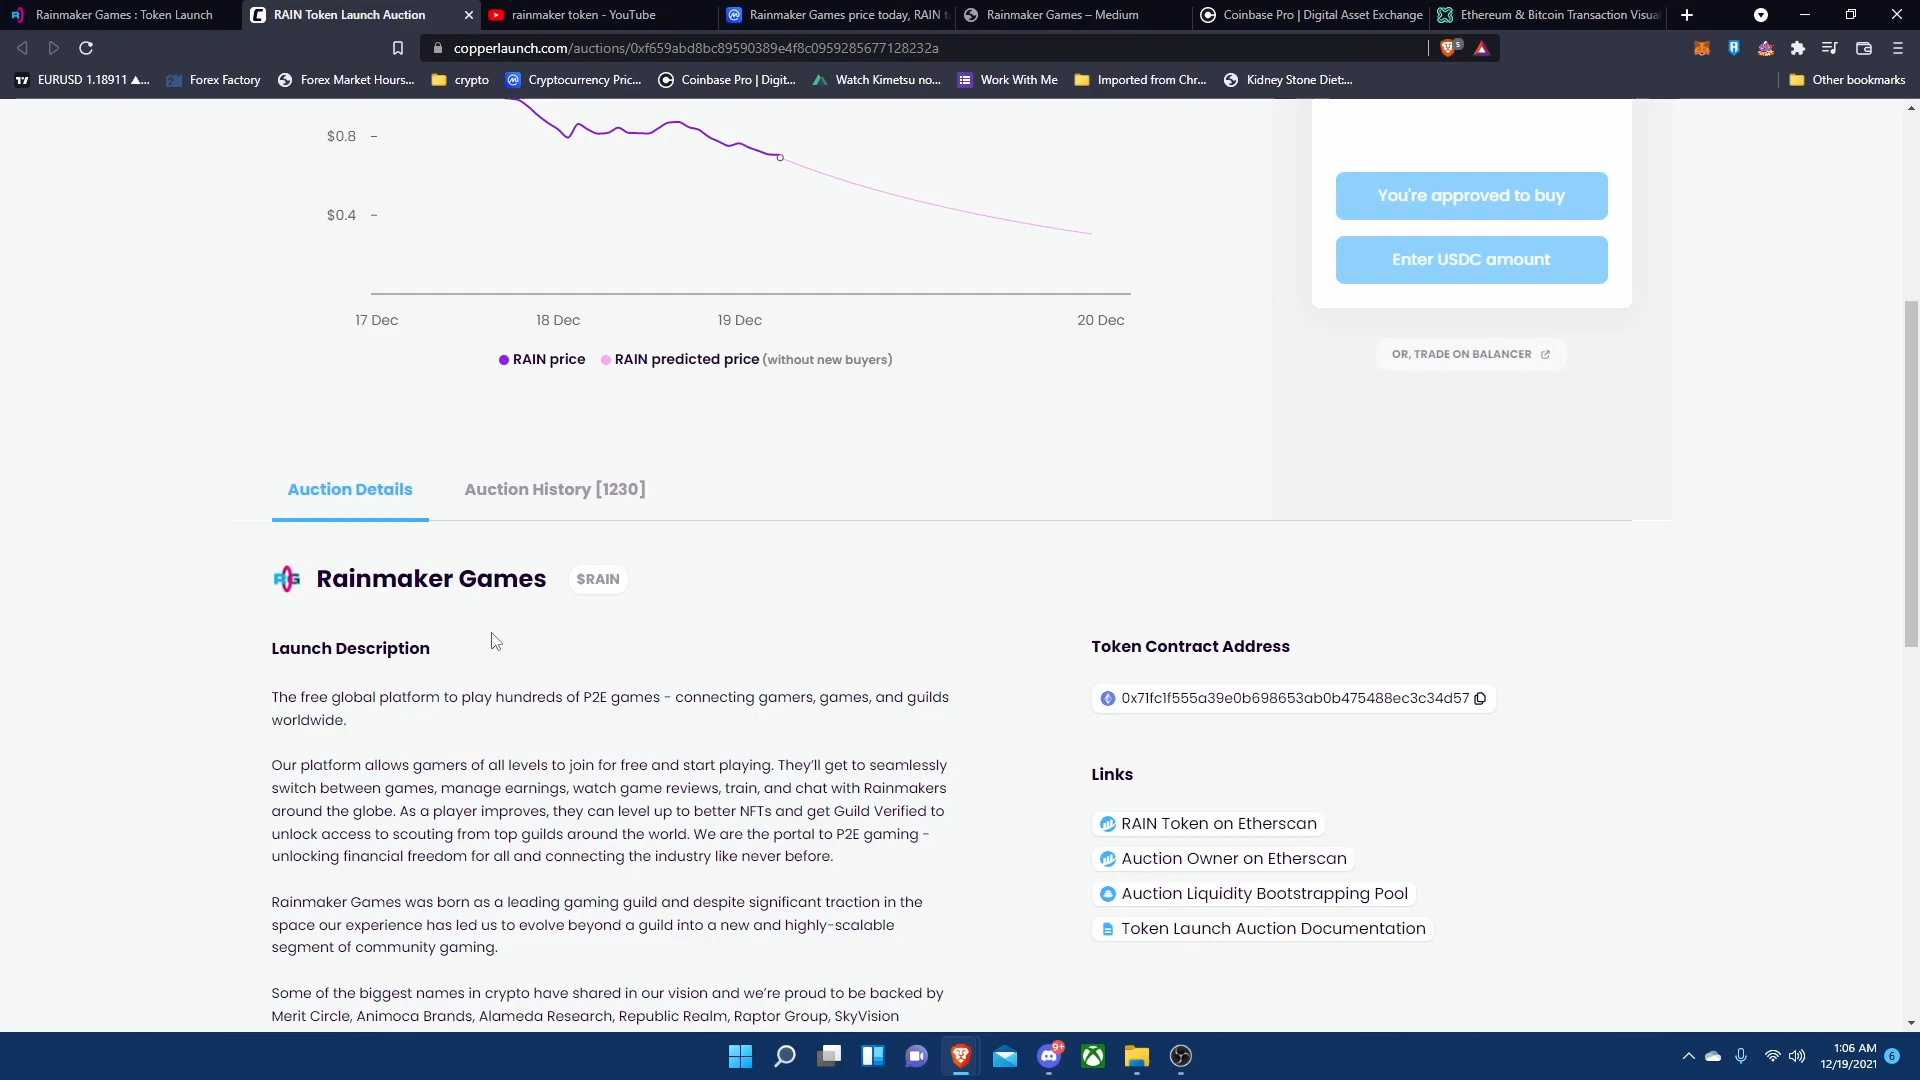 Rainmaker Games : Token Launch
RAIN Token Launch Auction
rainmaker token - YouTube
Rainmaker Games price today, RAIN t
Rainmaker Games – Medium
Coinbase Pro | Digital Asset Exchange
Ethereum & Bitcoin Transaction Visual
copperlaunch.com/auctions/0xf659abd8bc89590389e4f8c0959285677128232a
5
EURUSD 1.18911 ▲...
Forex Factory
Forex Market Hours...
crypto
Cryptocurrency Pric...
Coinbase Pro | Digit...
Watch Kimetsu no...
Work With Me
Imported from Chr...
Kidney Stone Diet:...
Other bookmarks
$0.8
$0.4
17 Dec
18 Dec
19 Dec
20 Dec
RAIN price
RAIN predicted price (without new buyers)
You're approved to buy
Enter USDC amount
OR, TRADE ON BALANCER
Auction Details
Auction History [1230]
Rainmaker Games
$RAIN
Launch Description
The free global platform to play hundreds of P2E games - connecting gamers, games, and guilds
worldwide.
Our platform allows gamers of all levels to join for free and start playing. They'll get to seamlessly
switch between games, manage earnings, watch game reviews, train, and chat with Rainmakers
around the globe. As a player improves, they can level up to better NFTs and get Guild Verified to
unlock access to scouting from top guilds around the world. We are the portal to P2E gaming -
unlocking financial freedom for all and connecting the industry like never before.
Rainmaker Games was born as a leading gaming guild and despite significant traction in the
space our experience has led us to evolve beyond a guild into a new and highly-scalable
segment of community gaming.
Some of the biggest names in crypto have shared in our vision and we're proud to be backed by
Merit Circle, Animoca Brands, Alameda Research, Republic Realm, Raptor Group, SkyVision
Token Contract Address
0x71fc1f555a39e0b698653ab0b475488ec3c34d57
Links
RAIN Token on Etherscan
Auction Owner on Etherscan
Auction Liquidity Bootstrapping Pool
Token Launch Auction Documentation
9+
1:06 AM
12/19/2021
6